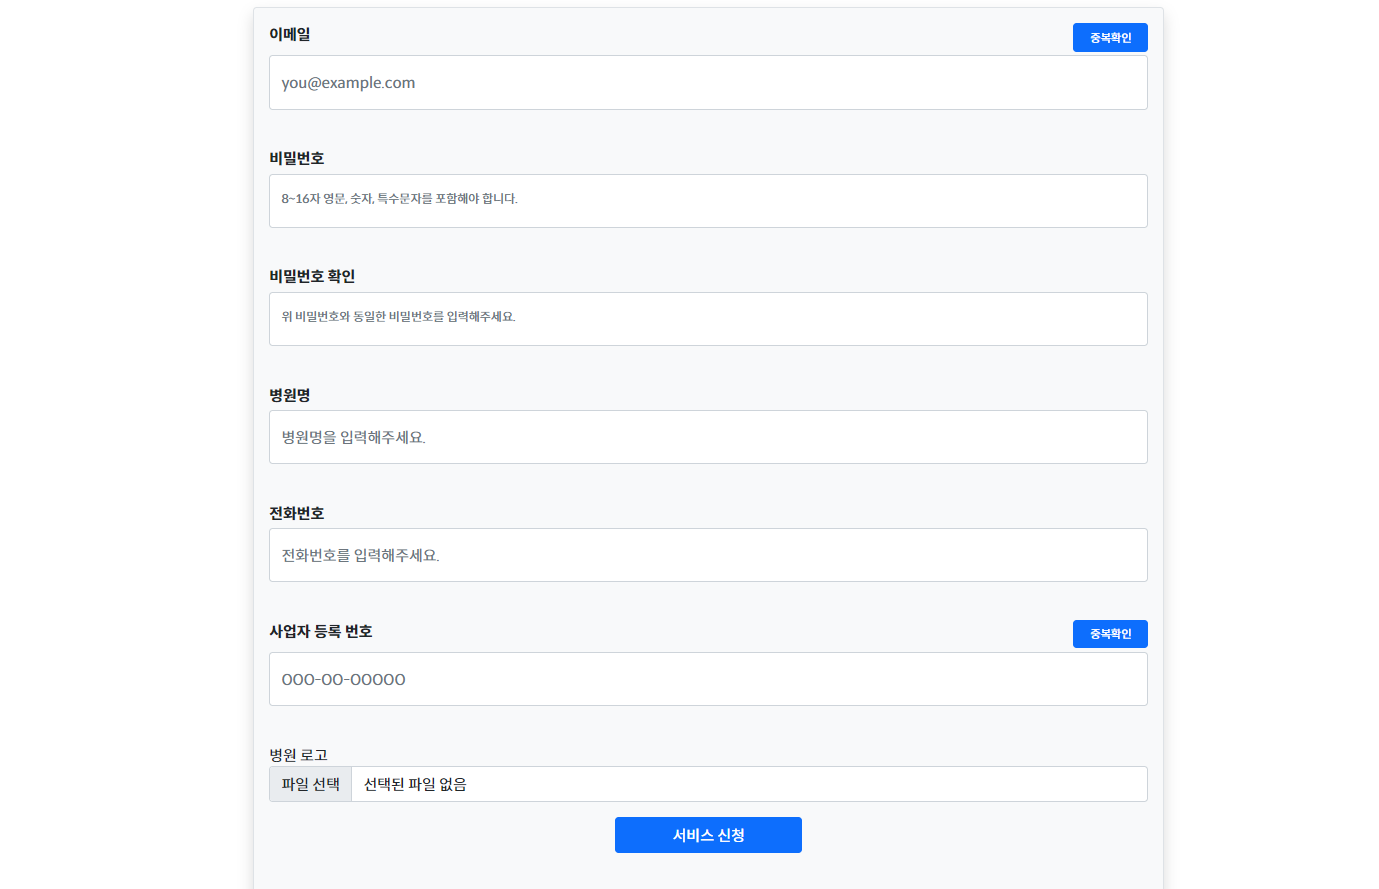 이메일
중복확인
you@example.com
비밀번호
8~16자 영문, 숫자, 특수문자를 포함해야 합니다.
비밀번호 확인
위 비밀번호와 동일한 비밀번호를 입력해주세요.
병원명
병원명을 입력해주세요.
전화번호
전화번호를 입력해주세요.
사업자 등록 번호
중복확인
OOO-OO-OOOOO
병원 로고
파일 선택 선택된 파일 없음
서비스 신청